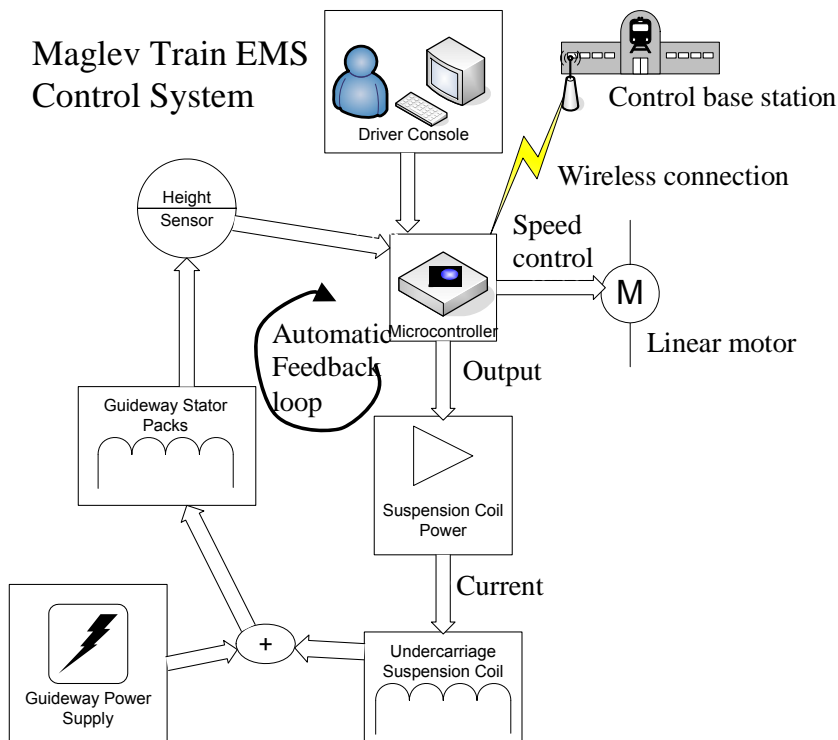 Maglev Train EMS
Control System
Driver Console
Control base station
Wireless connection
Height
Sensor
Speed
control
M
Microcontroller
Linear motor
Automatic
Feedback
loop
Output
Guideway Stator
Packs
Suspension Coil
Power
Current
+
Undercarriage
Suspension Coil
Guideway Power
Supply